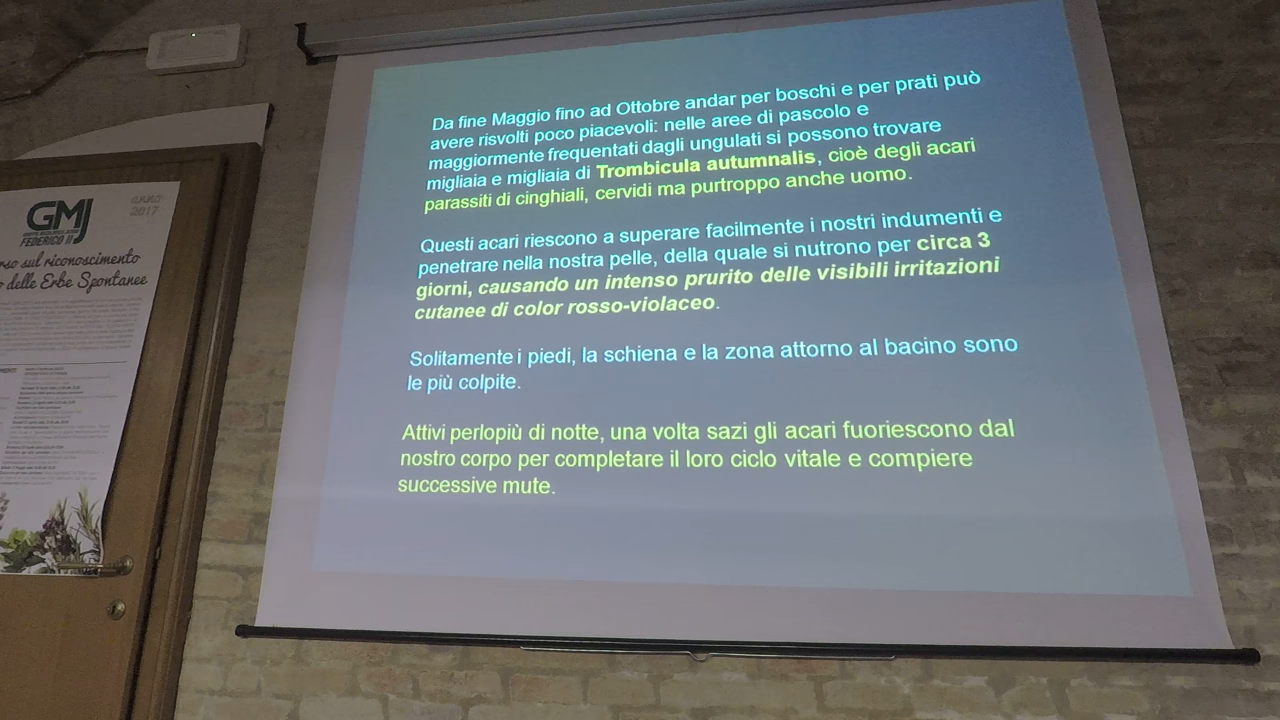 Da fine Maggio fino ad Ottobre andar per boschi e per prati può
avere risvolti poco piacevoli: nelle aree di pascolo e
maggiormente frequentati dagli ungulati si possono trovare
migliaia e migliaia di Trombicula autumnalis, cioè degli acari
parassiti di cinghiali, cervidi ma purtroppo anche uomo.
Questi acari riescono a superare facilmente i nostri indumenti e
penetrare nella nostra pelle, della quale si nutrono per circa 3
giorni, causando un intenso prurito delle visibili irritazioni
cutanee di color rosso-violaceo.
Solitamente i piedi, la schiena e la zona attorno al bacino sono
le più colpite.
Attivi perlopiù di notte, una volta sazi gli acari fuoriescono dal
nostro corpo per completare il loro ciclo vitale e compiere
successive mute.
anno
2017
GMJ
FEDERICO II
sul riconoscimento
delle Erbe Spontanee